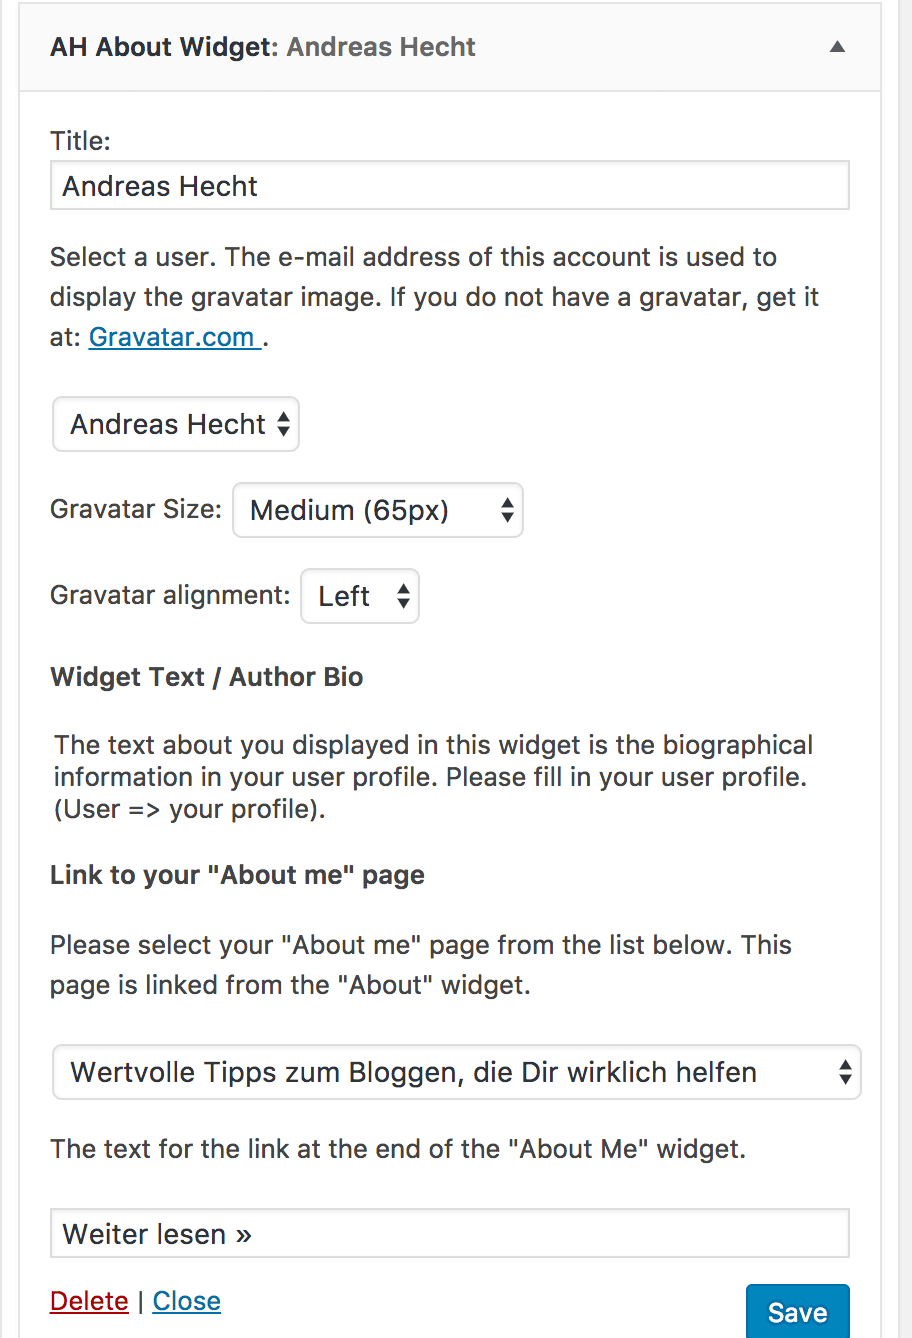 AH About Widget: Andreas Hecht
Title:
Andreas Hecht
Select a user. The e-mail address of this account is used to
display the gravatar image. If you do not have a gravatar, get it
at: Gravatar.com .
Andreas Hecht
Gravatar Size: Medium (65px)
Gravatar alignment: Left
Widget Text / Author Bio
The text about you displayed in this widget is the biographical
information in your user profile. Please fill in your user profile.
(User => your profile).
Link to your "About me" page
Please select your "About me" page from the list below. This
page is linked from the "About" widget.
Wertvolle Tipps zum Bloggen, die Dir wirklich helfen
The text for the link at the end of the "About Me" widget.
Weiter lesen »
Delete | Close
Save